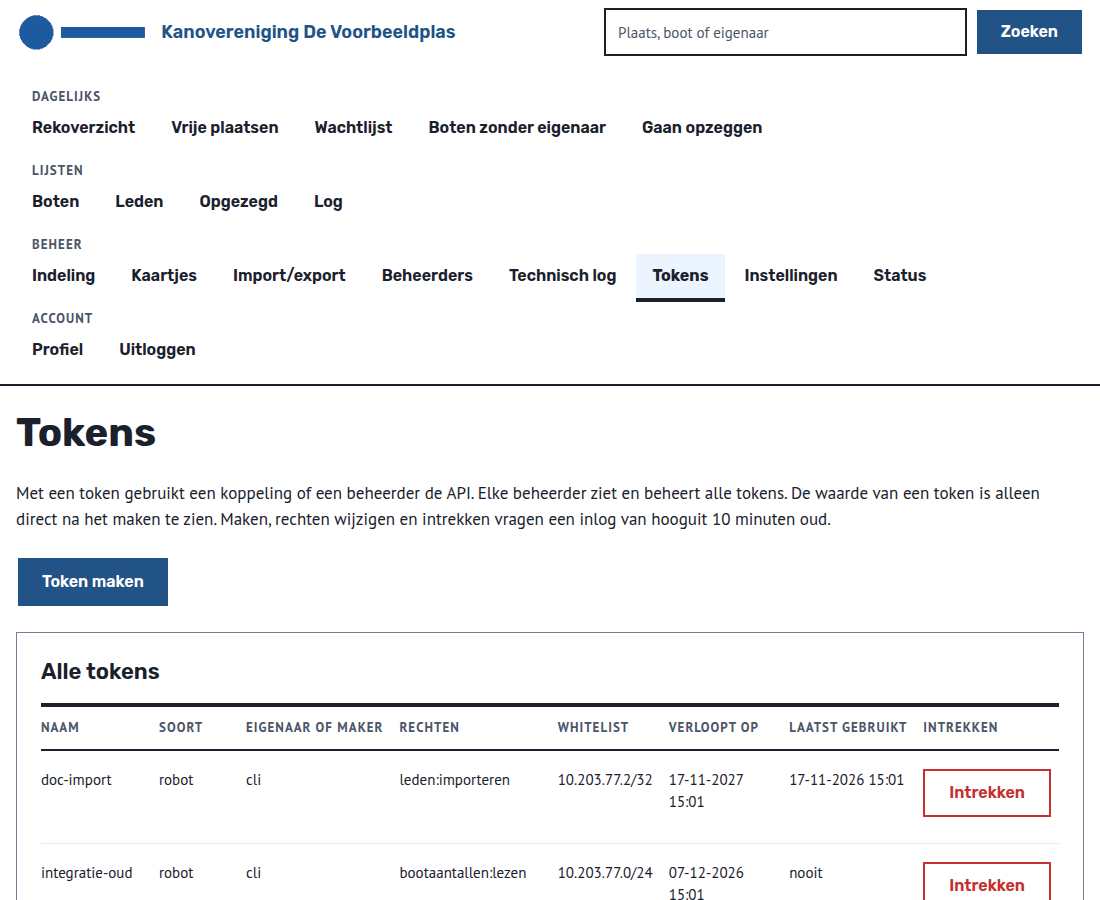 Kanovereniging De Voorbeeldplas
Plaats, boot of eigenaar
Zoeken
DAGELIJKS
Rekoverzicht Vrije plaatsen Wachtlijst Boten zonder eigenaar Gaan opzeggen
LIJSTEN
Boten Leden Opgezegd Log
BEHEER
Indeling Kaartjes Import/export Beheerders Technisch log Tokens Instellingen Status
ACCOUNT
Profiel Uitloggen
Tokens
Met een token gebruikt een koppeling of een beheerder de API. Elke beheerder ziet en beheert alle tokens. De waarde van een token is alleen
direct na het maken te zien. Maken, rechten wijzigen en intrekken vragen een inlog van hooguit 10 minuten oud.
Token maken
Alle tokens
NAAM SOORT EIGENAAR OF MAKER RECHTEN WHITELIST VERLOOPT OP LAATST GEBRUIKT INTREKKEN
doc-import robot cli leden:importeren 10.203.77.2/32 17-11-2027 17-11-2026 15:01 Intrekken
15:01
integratie-oud robot cli bootaantallen:lezen 10.203.77.0/24 07-12-2026 nooit Intrekken
15:01